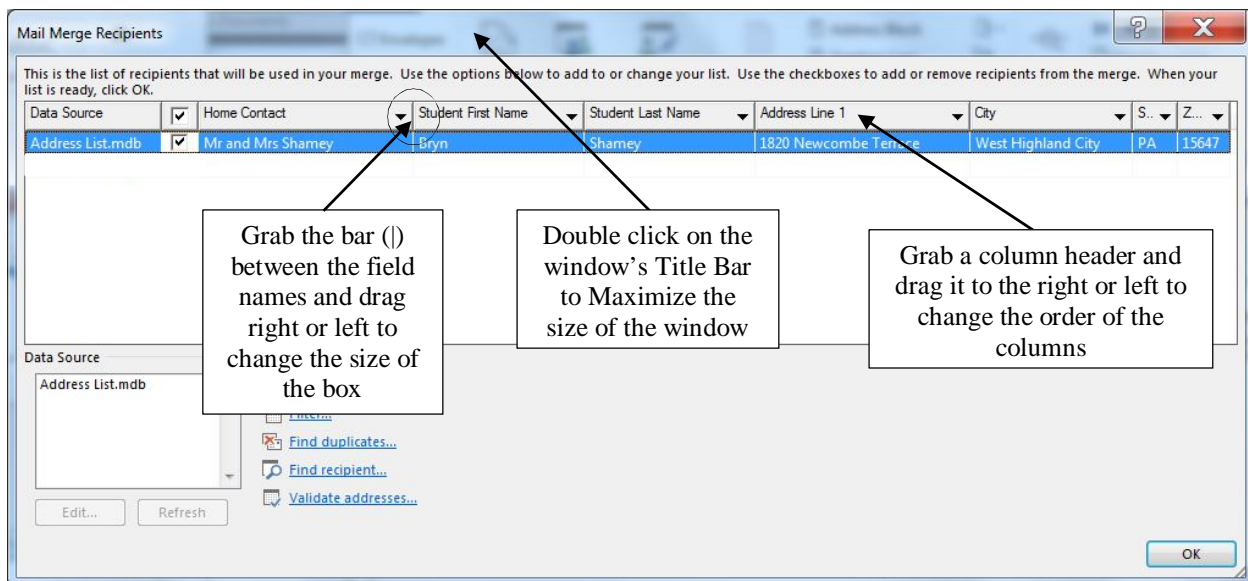 Mail Merge Recipients
This is the list of recipients that will be used in your merge. Use the options below to add to or change your list. Use the checkboxes to add or remove recipients from the merge. When your
list is ready, click OK.
Data Source Home Contact Student First Name Student Last Name Address Line 1 City S... Z...
Address List.mdb Mr and Mrs Shamey Bryn Shamey 1820 Newcombe Terrace West Highland City PA 15647
Grab the bar (|)
between the field
names and drag
right or left to
change the size of
the box
Double click on the
window's Title Bar
to Maximize the
size of the window
Grab a column header and
drag it to the right or left to
change the order of the
columns
Data Source
Address List.mdb
Filter...
Find duplicates...
Find recipient...
Validate addresses...
Edit... Refresh
OK